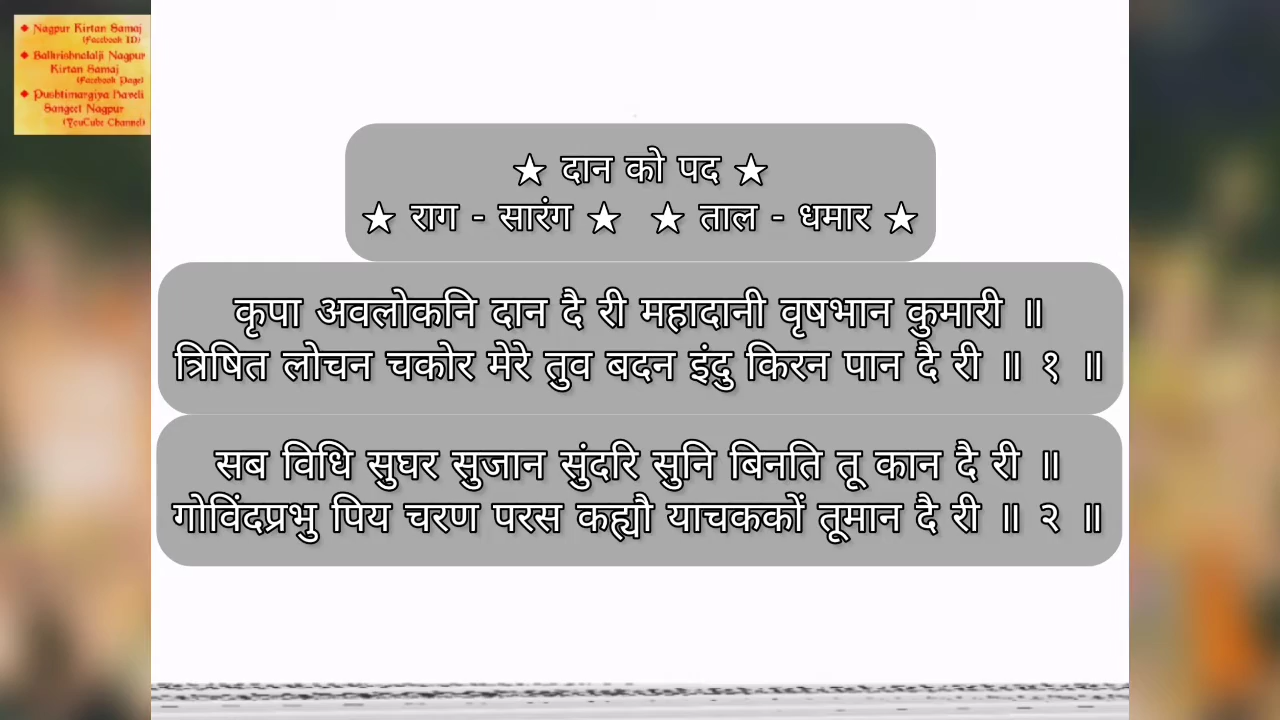 ◆ Nagpur Kirtan Samaj
(Facebook ID)
◆ Balkrishnalalji Nagpur
Kirtan Samaj
(Facebook Page)
◆ Pushtimargiya Haveli
Sangeet Nagpur
(YouTube Channel)
★ दान को पद ★
★ राग - सारंग ★ ★ ताल - धमार ★
कृपा अवलोकनि दान दै री महादानी वृषभान कुमारी ॥
त्रिषित लोचन चकोर मेरे तुव बदन इंदु किरन पान दै री ॥ १ ॥
सब विधि सुघर सुजान सुंदरि सुनि बिनति तू कान दै री ॥
गोविंदप्रभु पिय चरण परस कह्यौ याचककों तूमान दै री ॥ २ ॥